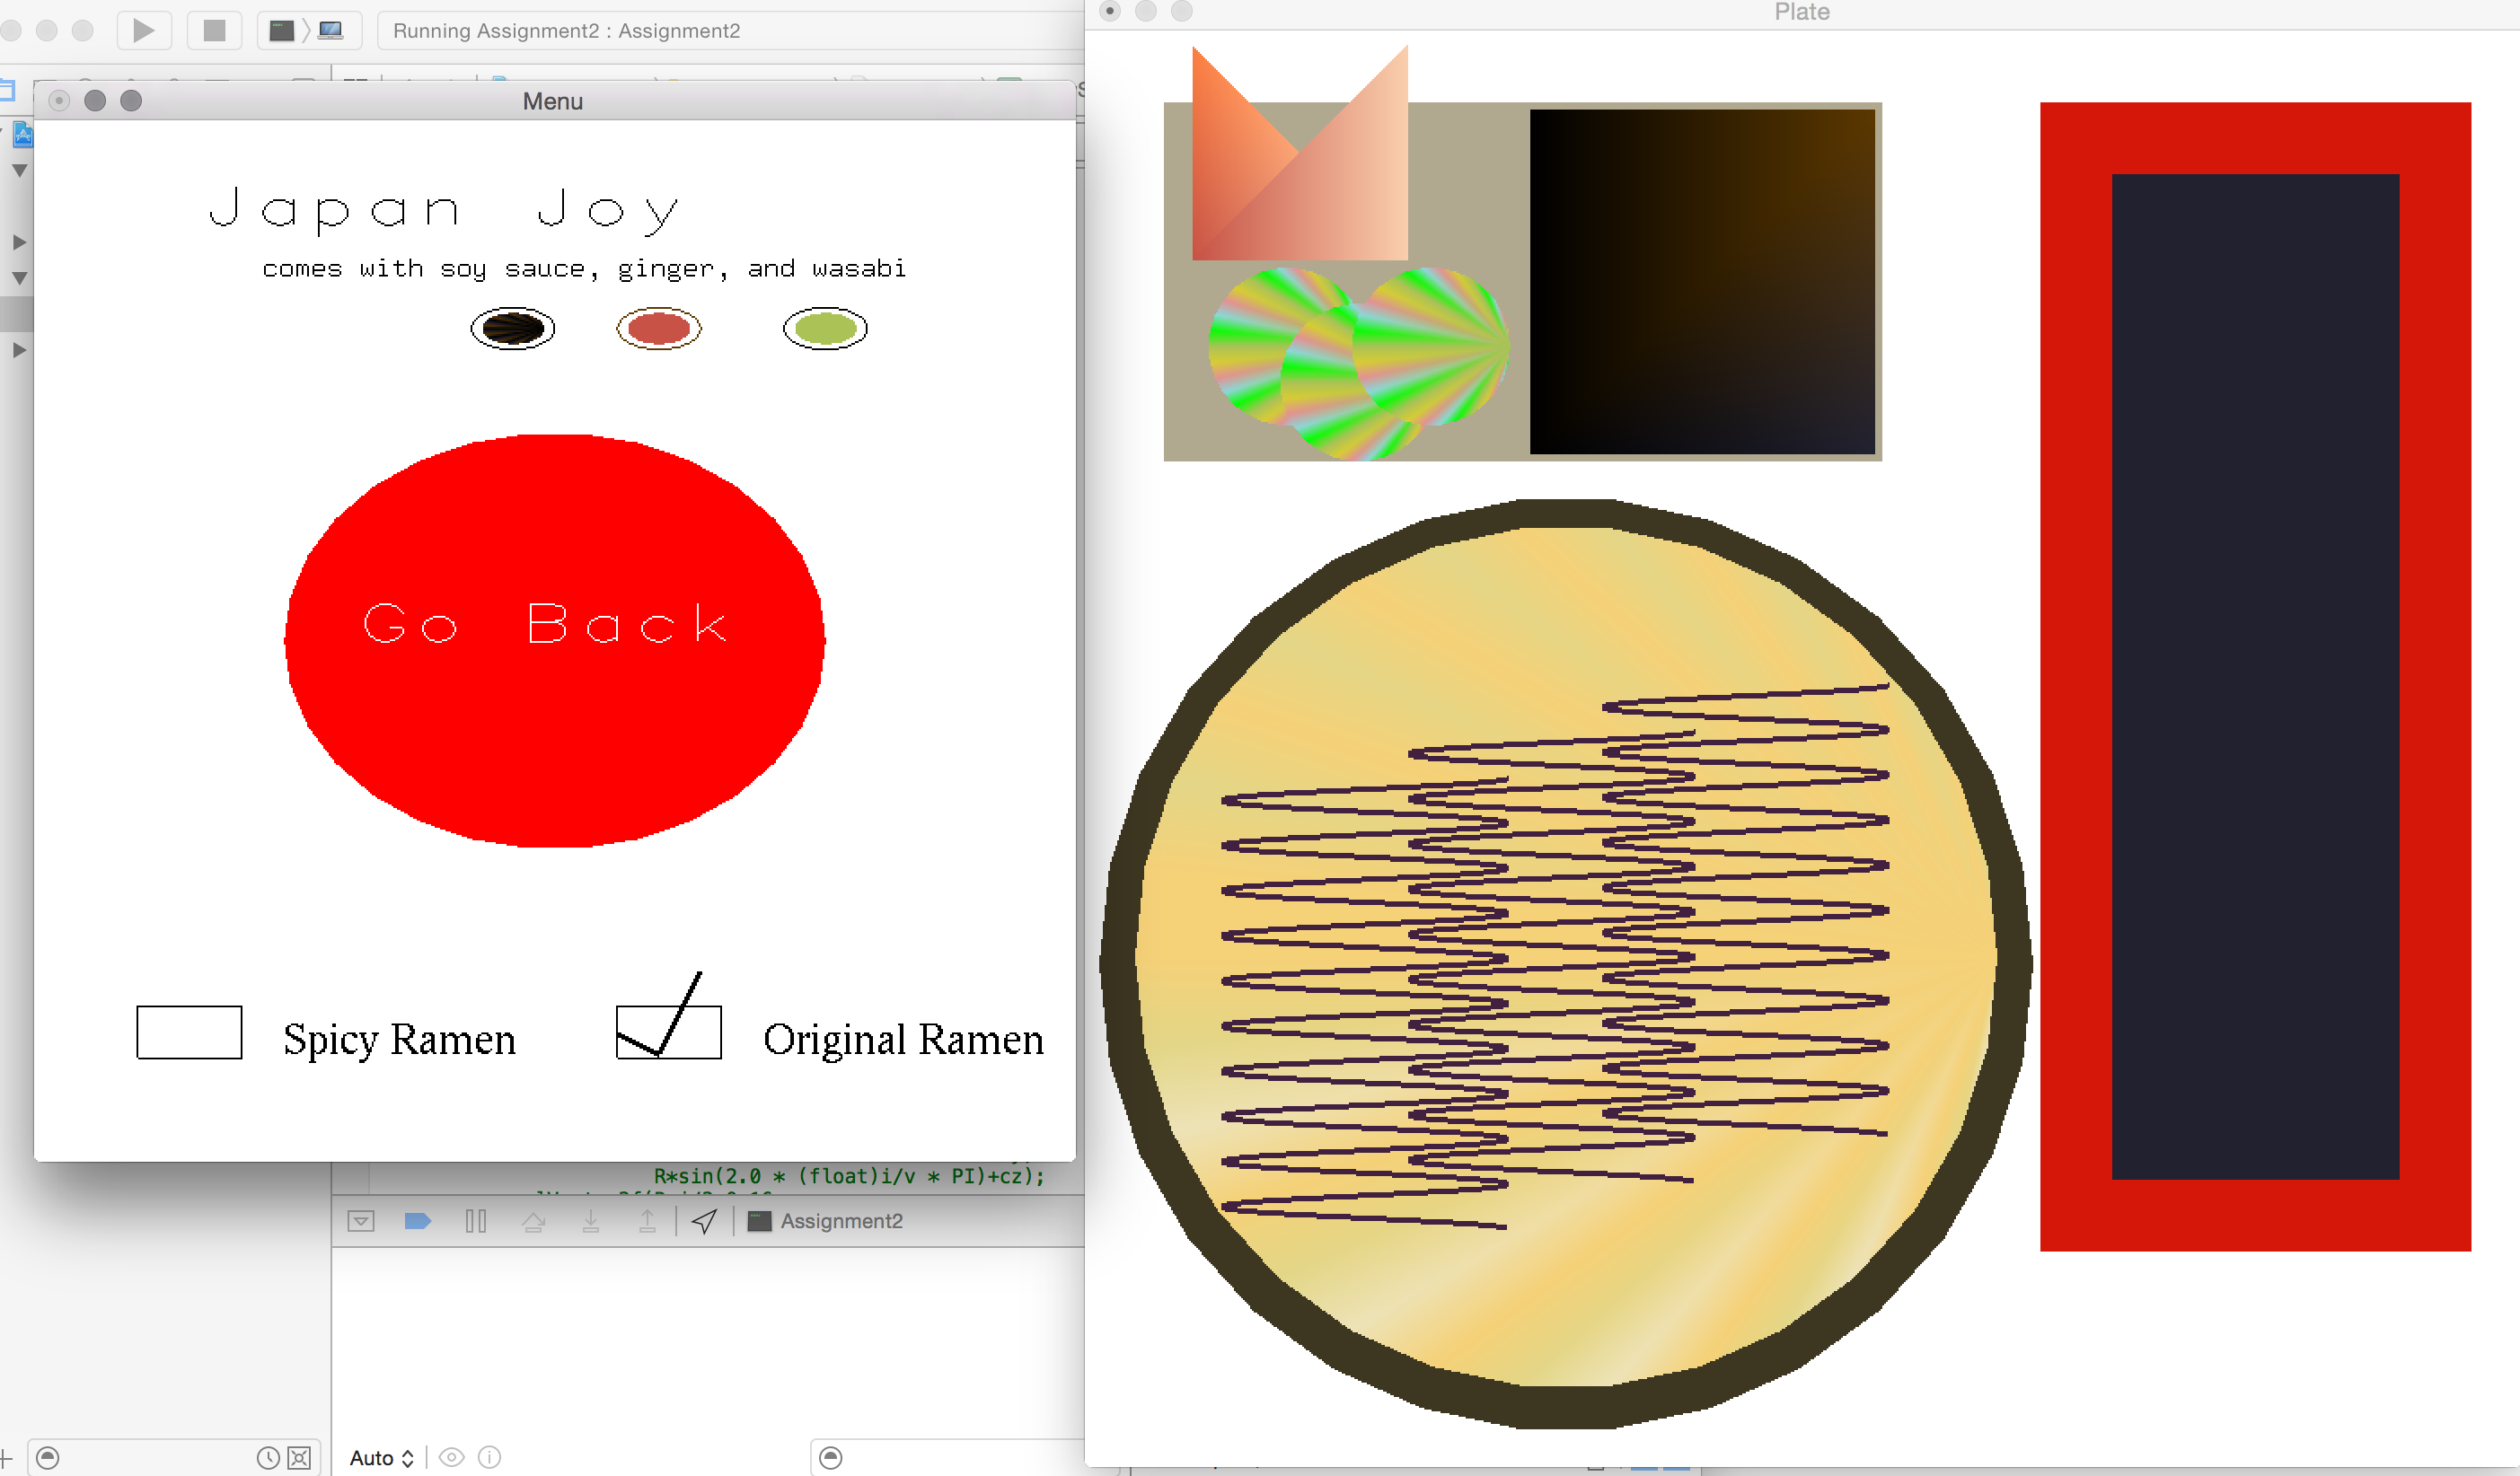 Running Assignment2 : Assignment2
Plate
Menu
Japan Joy
comes with soy sauce, ginger, and wasabi
Go Back
Spicy Ramen
Original Ramen
R*sin(2.0 * (float)i/v * PI)+cz);
Assignment2
Auto